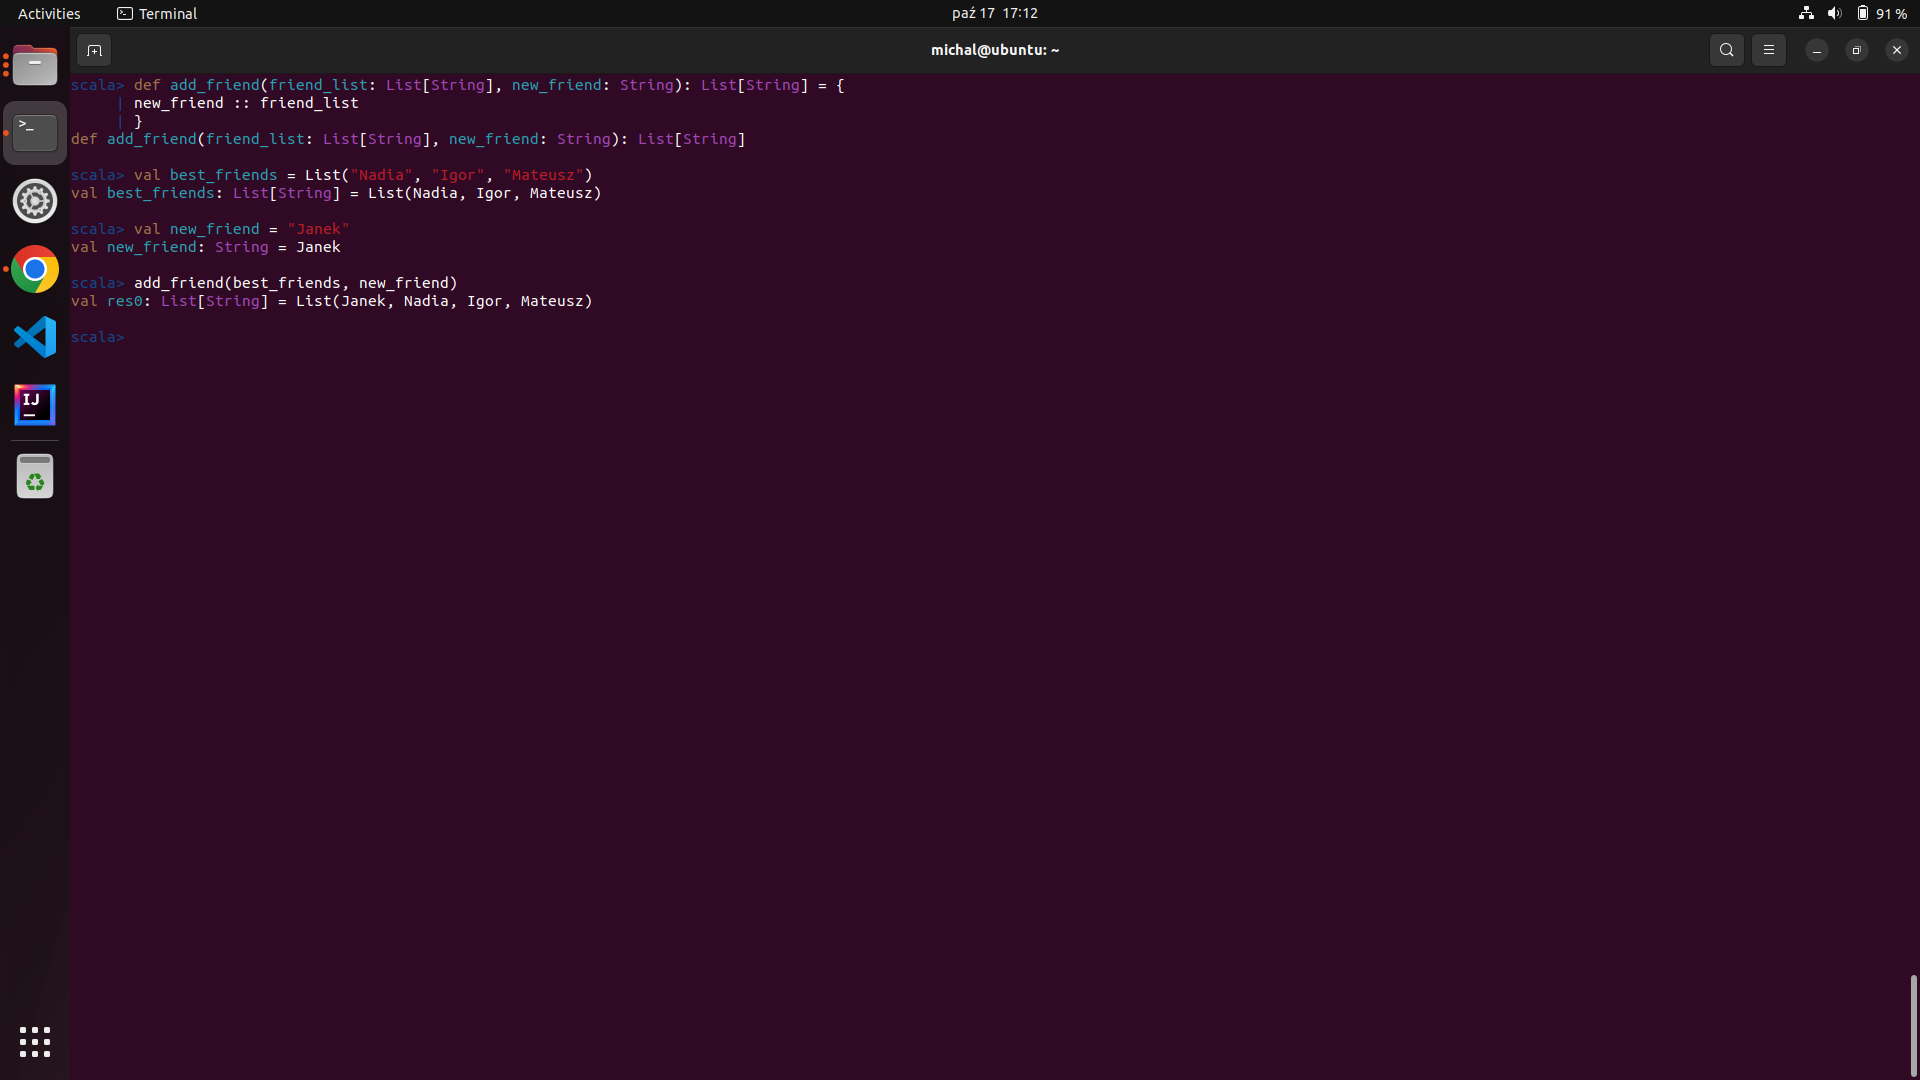 Activities
Terminal
paź 17 17:12
91 %
michal@ubuntu: ~
scala> def add_friend(friend_list: List[String], new_friend: String): List[String] = {
| new_friend :: friend_list
| }
def add_friend(friend_list: List[String], new_friend: String): List[String]
scala> val best_friends = List("Nadia", "Igor", "Mateusz")
val best_friends: List[String] = List(Nadia, Igor, Mateusz)
scala> val new_friend = "Janek"
val new_friend: String = Janek
scala> add_friend(best_friends, new_friend)
val res0: List[String] = List(Janek, Nadia, Igor, Mateusz)
scala>
>_
IJ